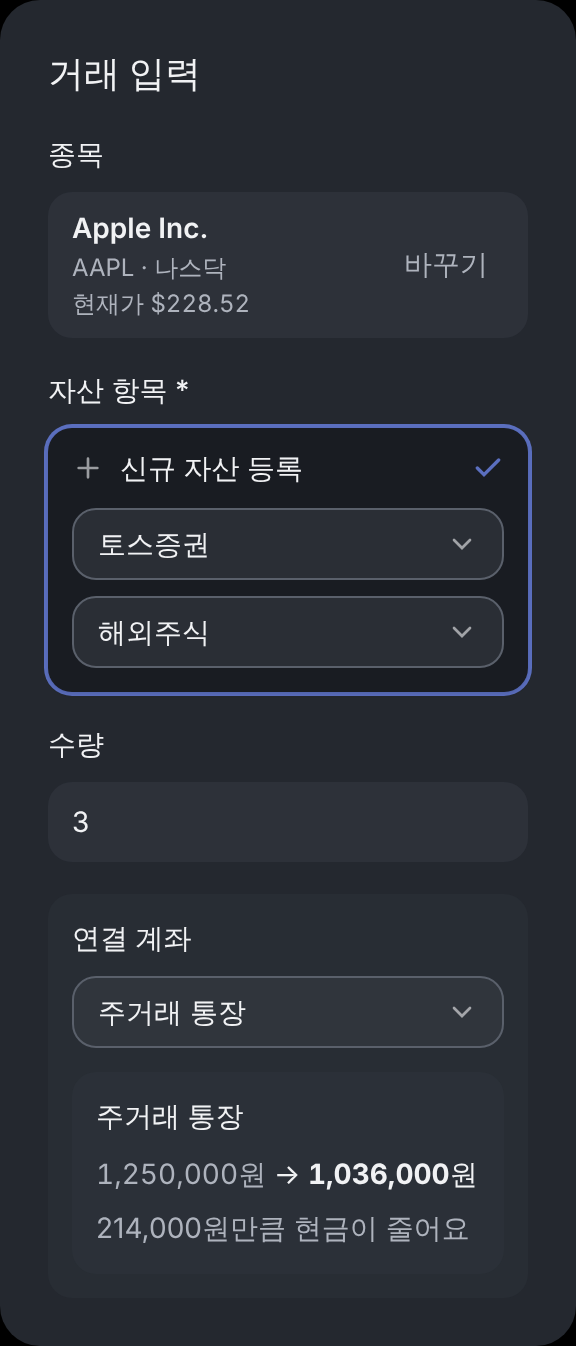 거래 입력
종목
Apple Inc.
AAPL · 나스닥
현재가 $228.52
바꾸기
자산 항목 *
신규 자산 등록
토스증권
해외주식
수량
3
연결 계좌
주거래 통장
주거래 통장
1,250,000원 → 1,036,000원
214,000원만큼 현금이 줄어요